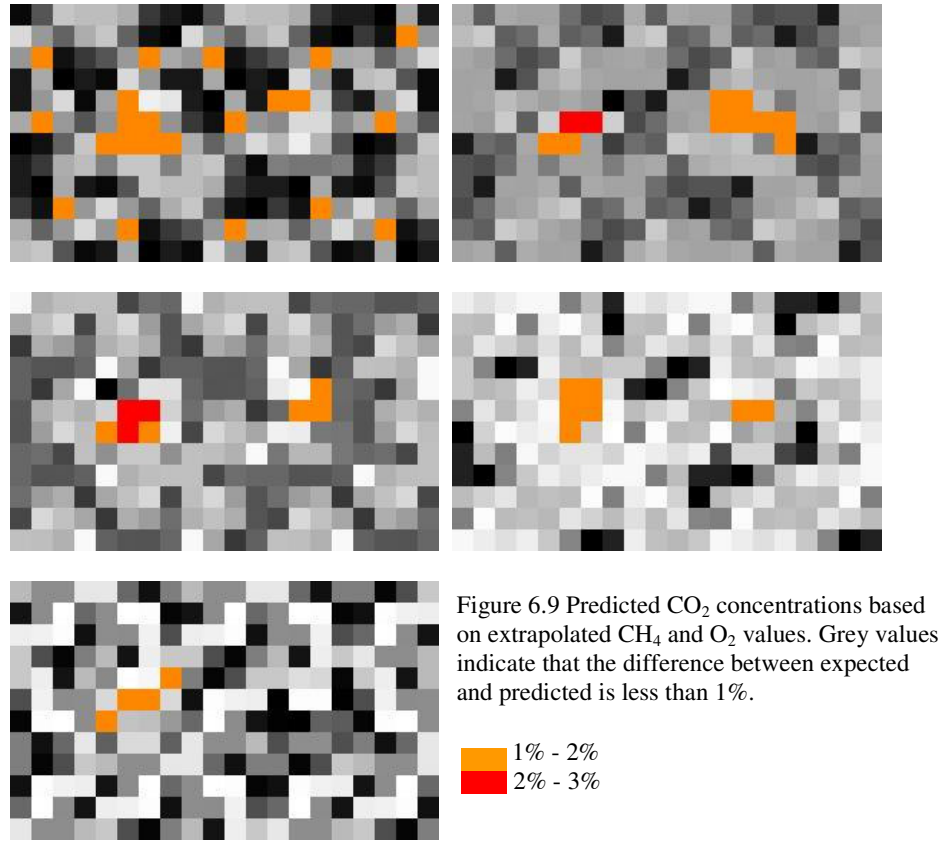 Figure 6.9 Predicted CO₂ concentrations based
on extrapolated CH₄ and O₂ values. Grey values
indicate that the difference between expected
and predicted is less than 1%.
1% - 2%
2% - 3%